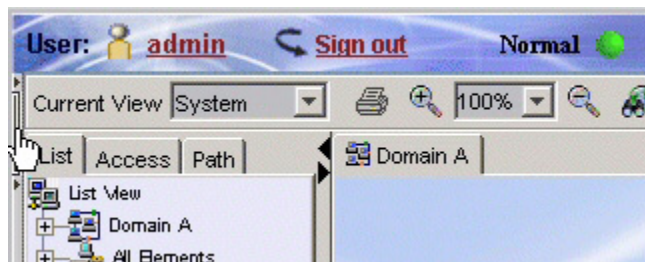 User: admin Sign out Normal
Current View System 100%
List Access Path Domain A
List View
Domain A
All Elements